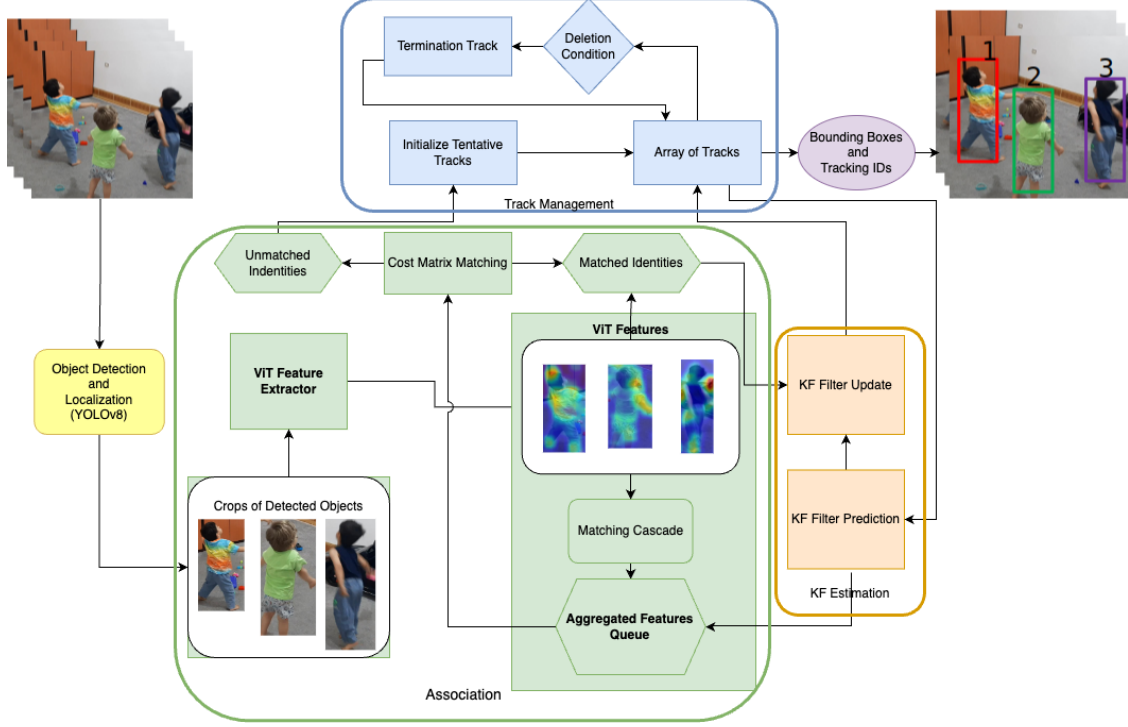 Termination Track
Deletion
Condition
1
2
3
Initialize Tentative
Tracks
Array of Tracks
Bounding Boxes
and
Tracking IDs
Track Management
Unmatched
Indentities
Cost Matrix Matching
Matched Identities
ViT Features
Object Detection
and
Localization
(YOLOv8)
ViT Feature
Extractor
KF Filter Update
Crops of Detected Objects
Matching Cascade
KF Filter Prediction
KF Estimation
Aggregated Features
Queue
Association